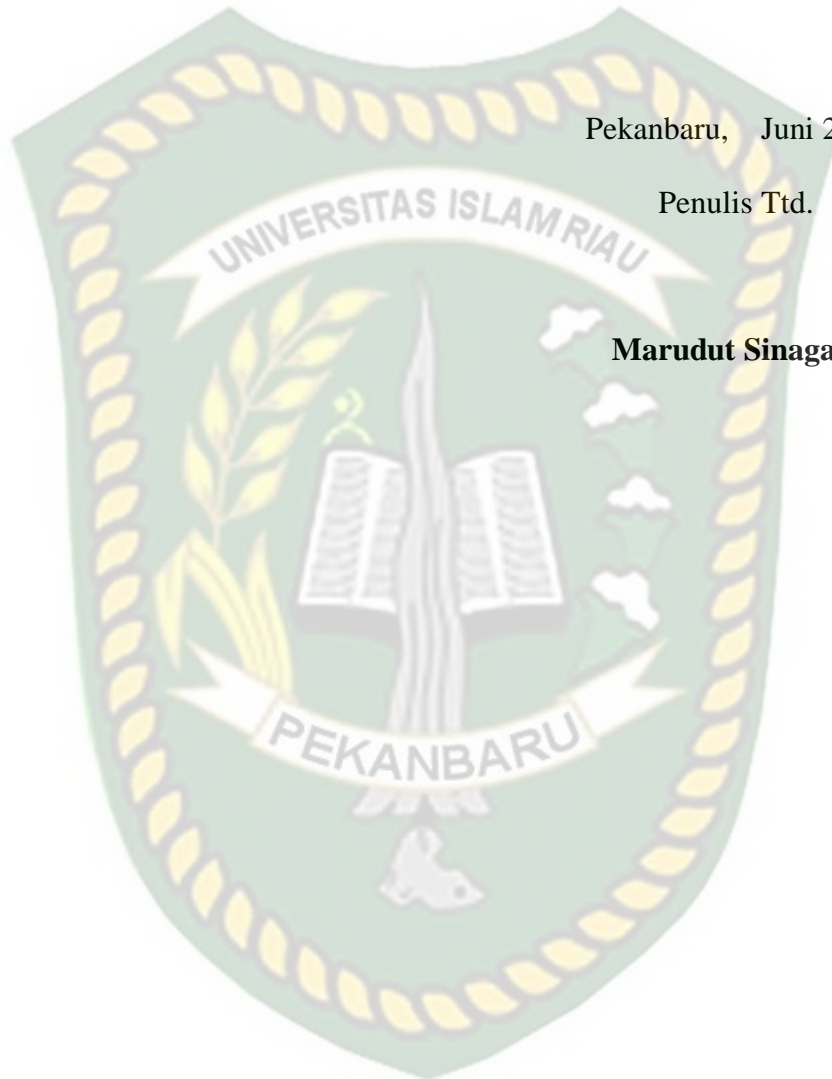 Pekanbaru, Juni 2
Penulis Ttd.
UNIVERSITAS ISLAM RIAU
Marudut Sinaga
PEKANBARU